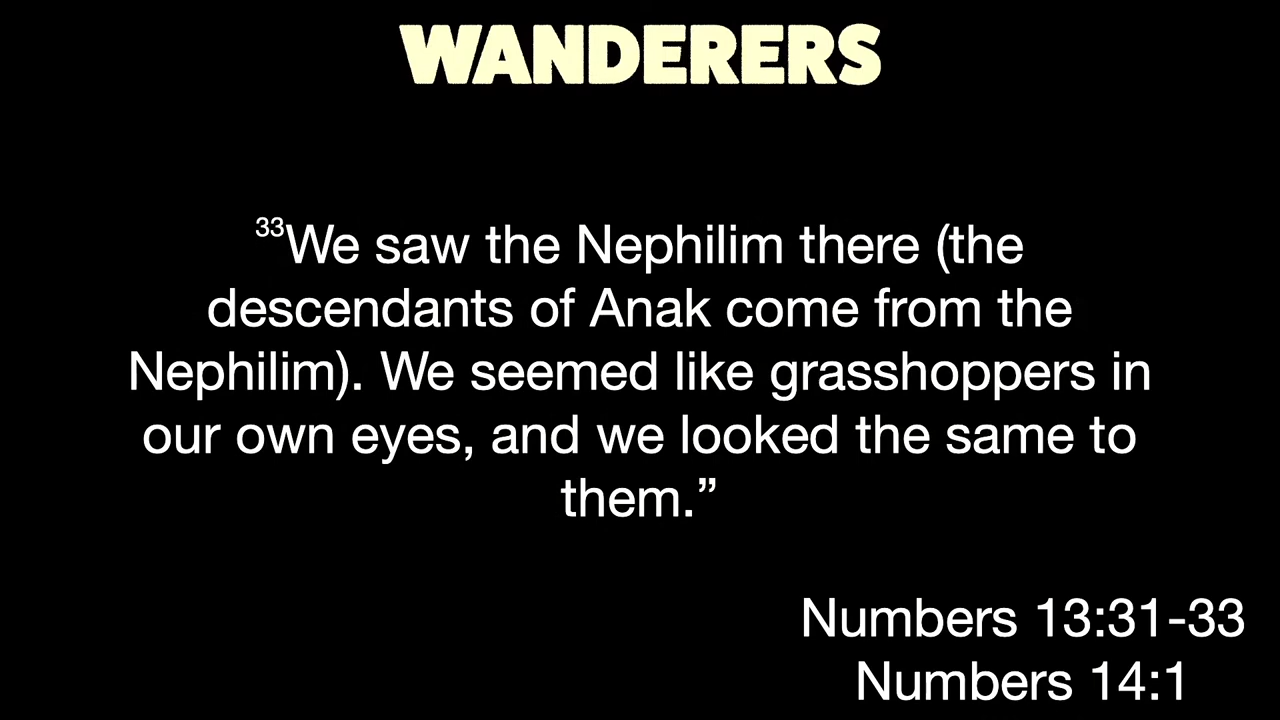 WANDERERS
33We saw the Nephilim there (the
descendants of Anak come from the
Nephilim). We seemed like grasshoppers in
our own eyes, and we looked the same to
them.”
Numbers 13:31-33
Numbers 14:1